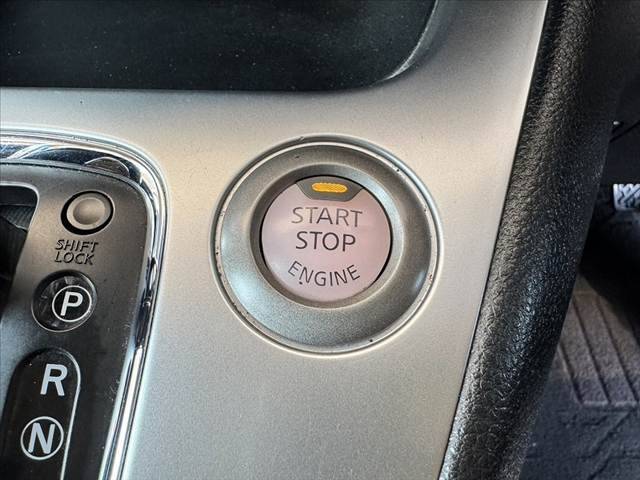 START
STOP
ENGINE
SHIFT
LOCK
P
R
N